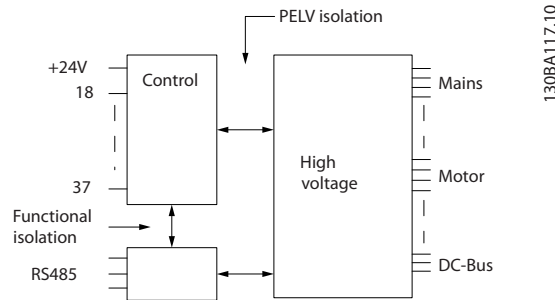 PELV isolation
130BA117.10
+24V
Control
Mains
18
High
voltage
Motor
37
Functional
isolation
RS485
DC-Bus